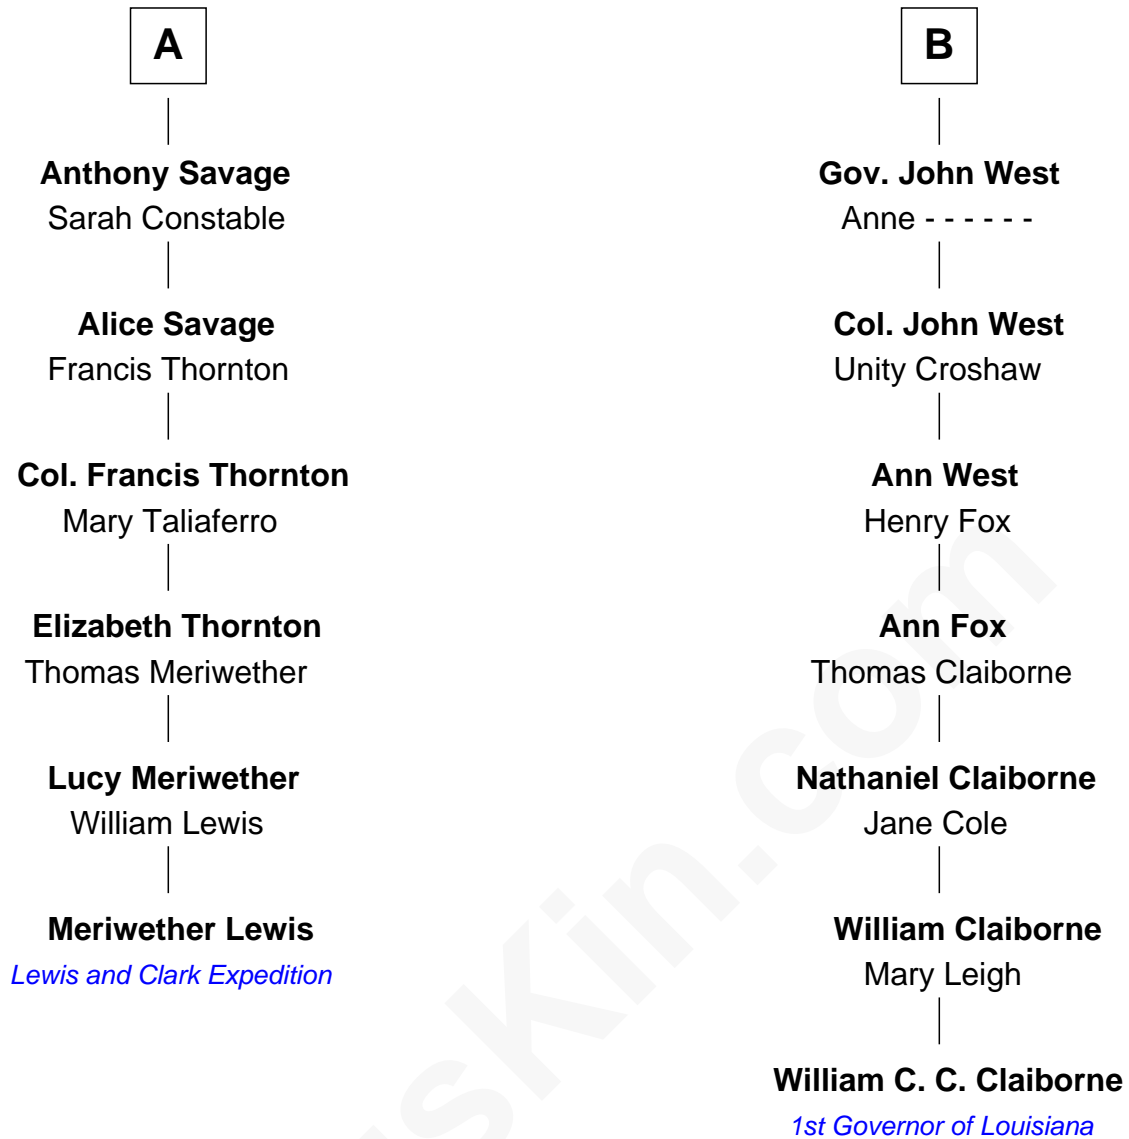 A
Anthony Savage
Sarah Constable
Alice Savage
Francis Thornton
Col. Francis Thornton
Mary Taliaferro
Elizabeth Thornton
Thomas Meriwether
Lucy Meriwether
William Lewis
Meriwether Lewis
Lewis and Clark Expedition
B
Gov. John West
Anne - - - - - -
Col. John West
Unity Croshaw
Ann West
Henry Fox
Ann Fox
Thomas Claiborne
Nathaniel Claiborne
Jane Cole
William Claiborne
Mary Leigh
William C. C. Claiborne
1st Governor of Louisiana